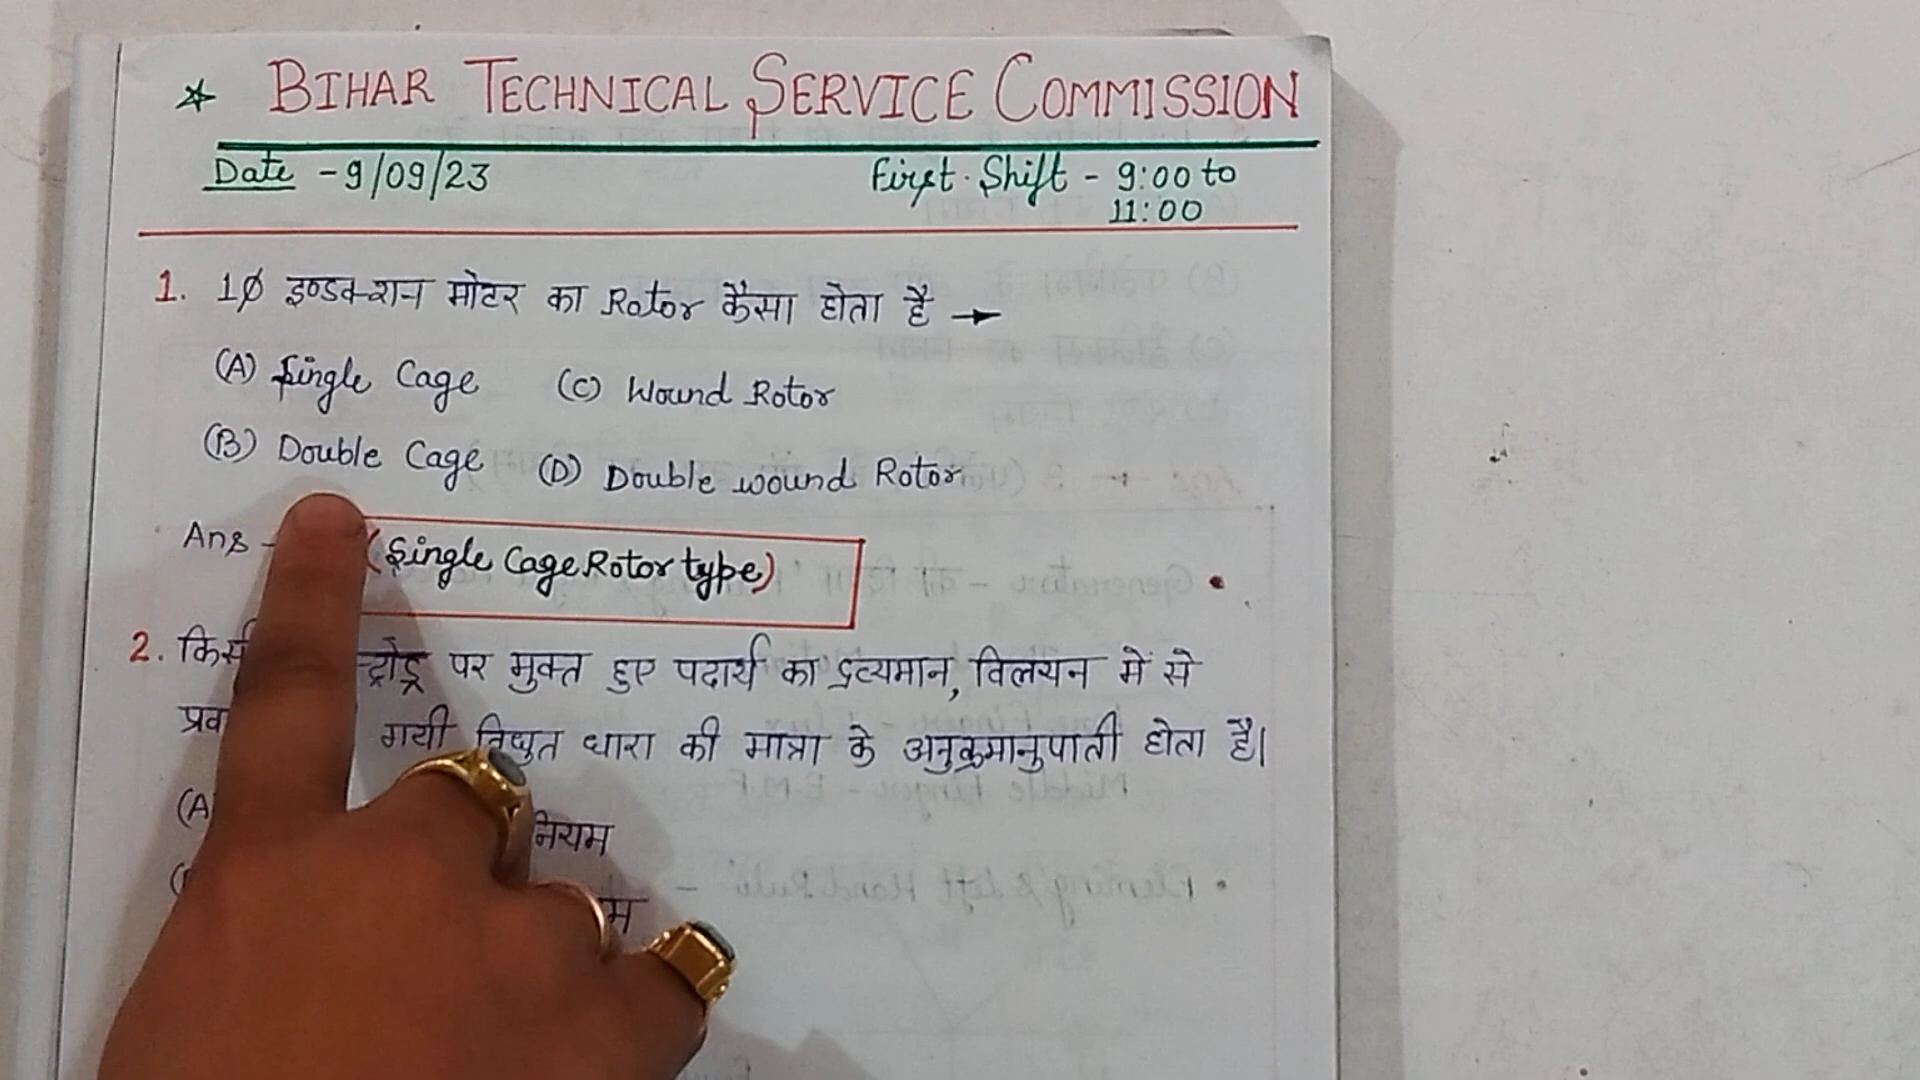 BIHAR TECHNICAL SERVICE COMMISSION
Date - 9/09/23 First Shift - 9:00 to
11:00
1. 1Ø इण्डक्शन मोटर का Rotor कैसा होता है →
(A) Single Cage (C) Wound Rotor
(B) Double Cage (D) Double wound Rotor
Ans - (Single Cage Rotor type)
2. पर मुक्त हुए पदार्थ का द्रव्यमान, विलयन में से
गयी विधुत धारा की मात्रा के अनुक्रमानुपाती होता है।
(A नियम